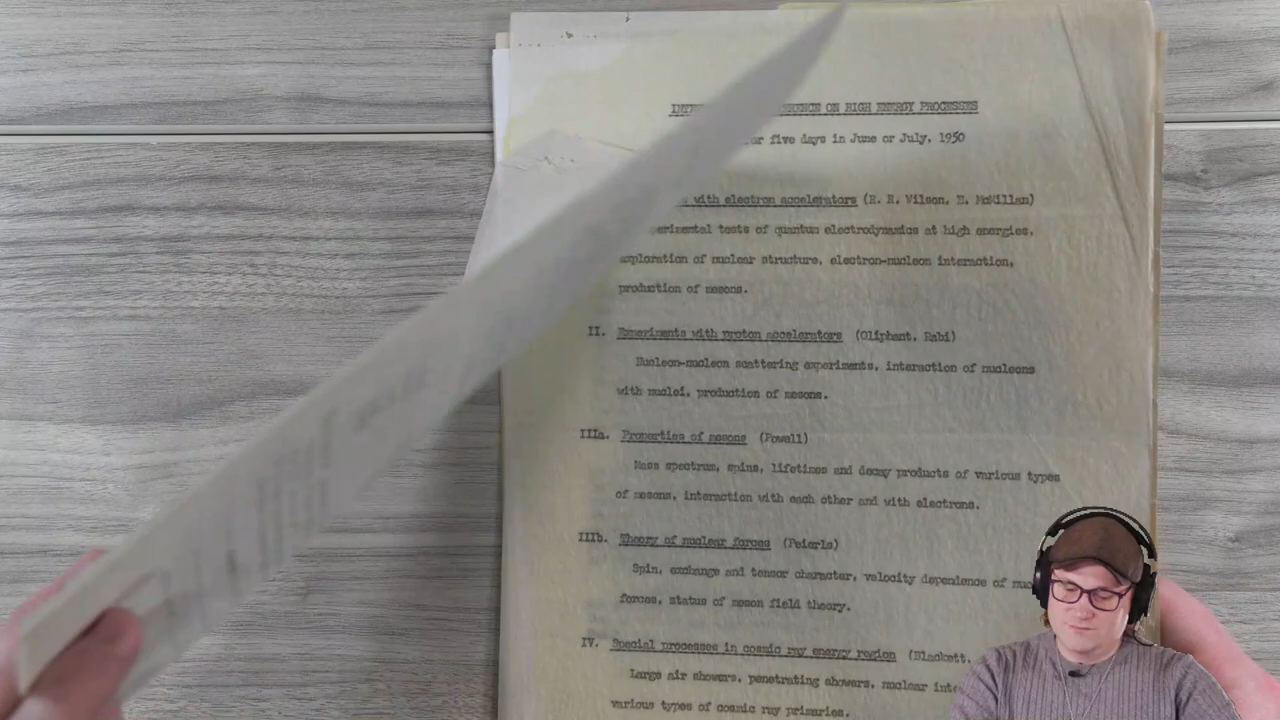 ON HIGH ENERGY PROCESSES
five days in June or July, 1950
with electron accelerators (R. R. Wilson, E. McMillan)
tests of quantum electrodynamics at high energies,
exploration of nuclear structure, electron-nucleon interaction,
production of mesons.
II. Experiments with proton accelerators (Oliphant, Rabi)
Nucleon-nucleon scattering experiments, interaction of nucleons
with nuclei, production of mesons.
IIIa. Properties of mesons (Powell)
Mass spectrum, spins, lifetimes and decay products of various types
of mesons, interaction with each other and with electrons.
IIIb. Theory of nuclear forces (Peierls)
Spin, exchange and tensor character, velocity dependence of
forces, status of meson field theory.
IV. Special processes in cosmic ray energy region (Blackett,
Large air showers, penetrating showers, nuclear
various types of cosmic ray primaries.